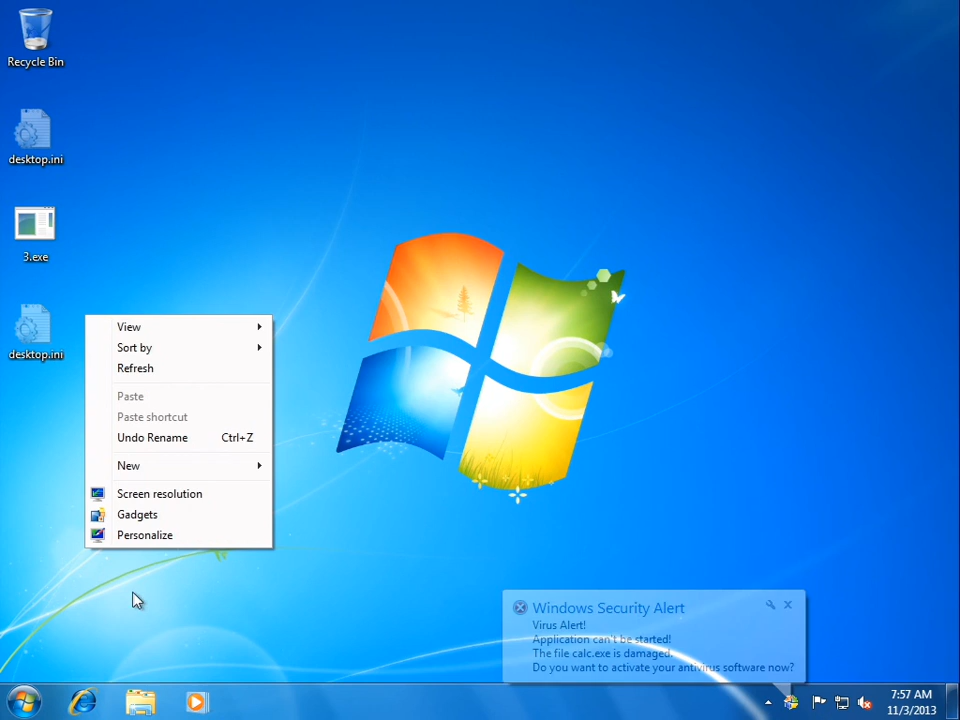 Recycle Bin
desktop.ini
3.exe
desktop.ini
View
Sort by
Refresh
Paste
Paste shortcut
Undo Rename Ctrl+Z
New
Screen resolution
Gadgets
Personalize
Windows Security Alert
Virus Alert!
Application can't be started!
The file calc.exe is damaged.
Do you want to activate your antivirus software now?
7:57 AM
11/3/2013